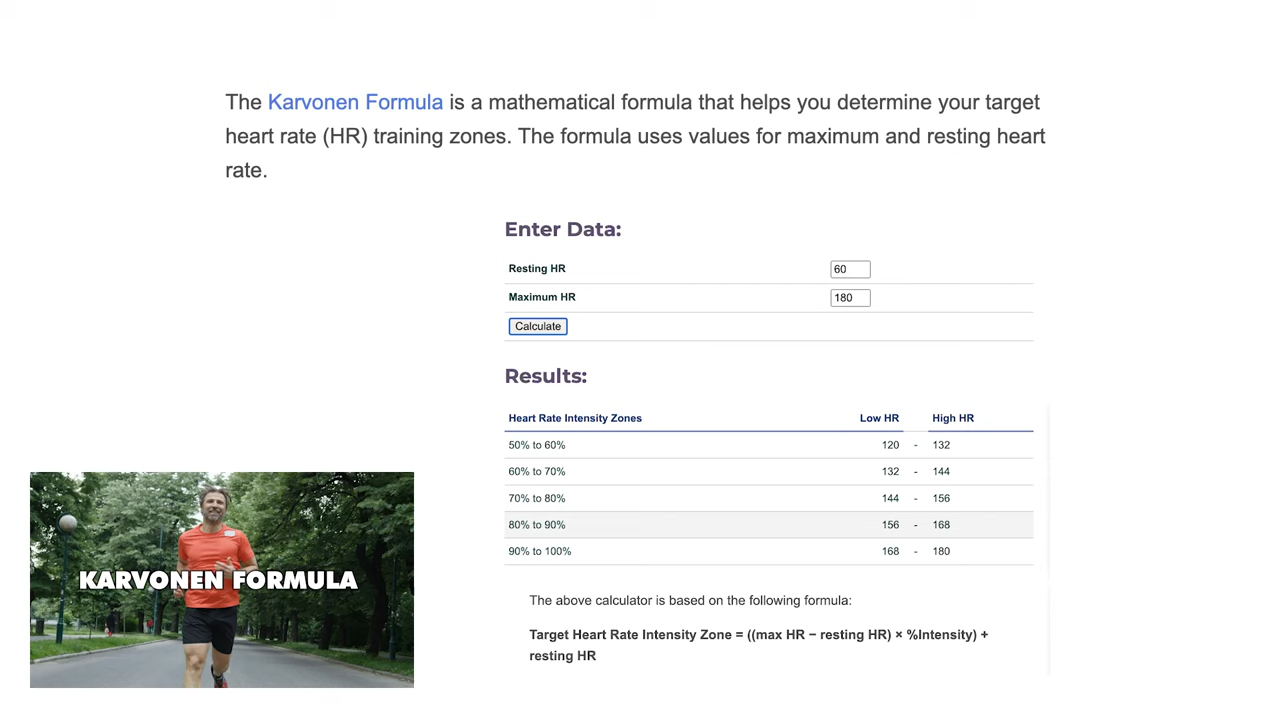 The Karvonen Formula is a mathematical formula that helps you determine your target
heart rate (HR) training zones. The formula uses values for maximum and resting heart
rate.
Enter Data:
Resting HR 60
Maximum HR 180
Calculate
Results:
Heart Rate Intensity Zones Low HR High HR
50% to 60% 120 - 132
60% to 70% 132 - 144
70% to 80% 144 - 156
80% to 90% 156 - 168
90% to 100% 168 - 180
The above calculator is based on the following formula:
Target Heart Rate Intensity Zone = ((max HR − resting HR) × %Intensity) +
resting HR
KARVONEN FORMULA